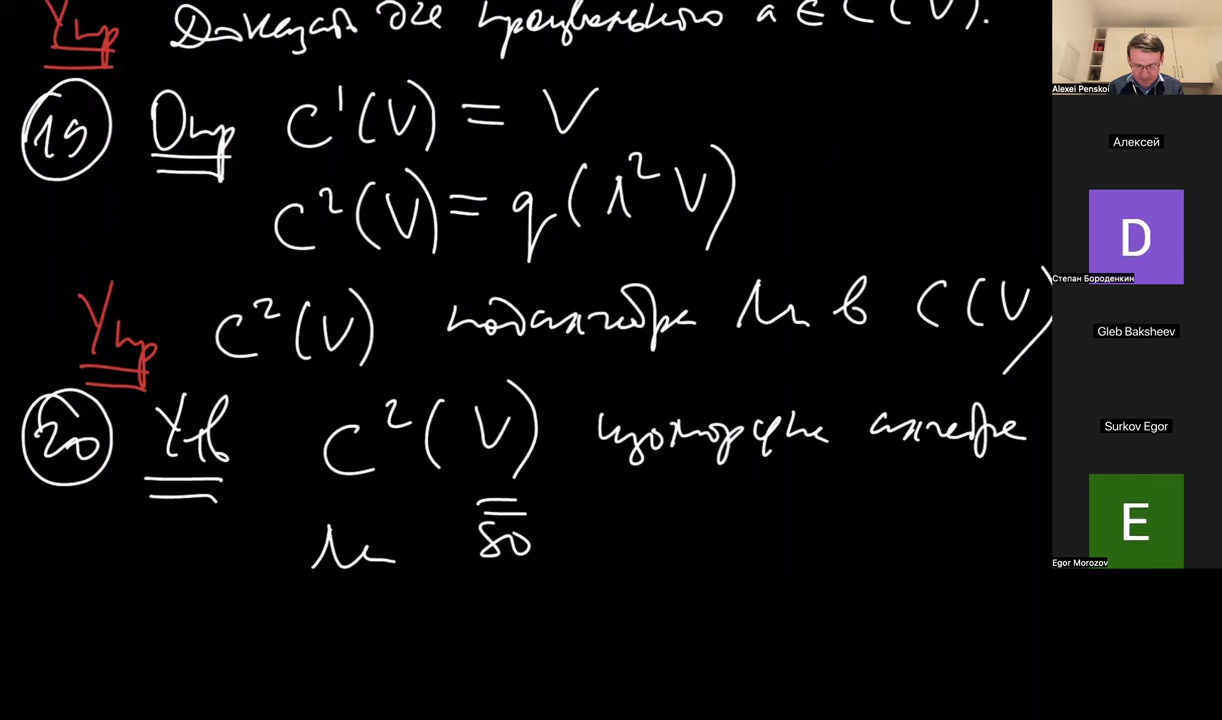 Упр Доказать для произвольного a ∈ C(V).
Alexei Penskoi
19 Опр C¹(V) = V
Алексей
C²(V) = q(Λ²V)
D
Степан Бороденкин
Упр C²(V) подалгебра Ли в C(V)
Gleb Baksheev
20 Утв C²(V) изоморфна алгебре
Surkov Egor
Ли so
E
Egor Morozov